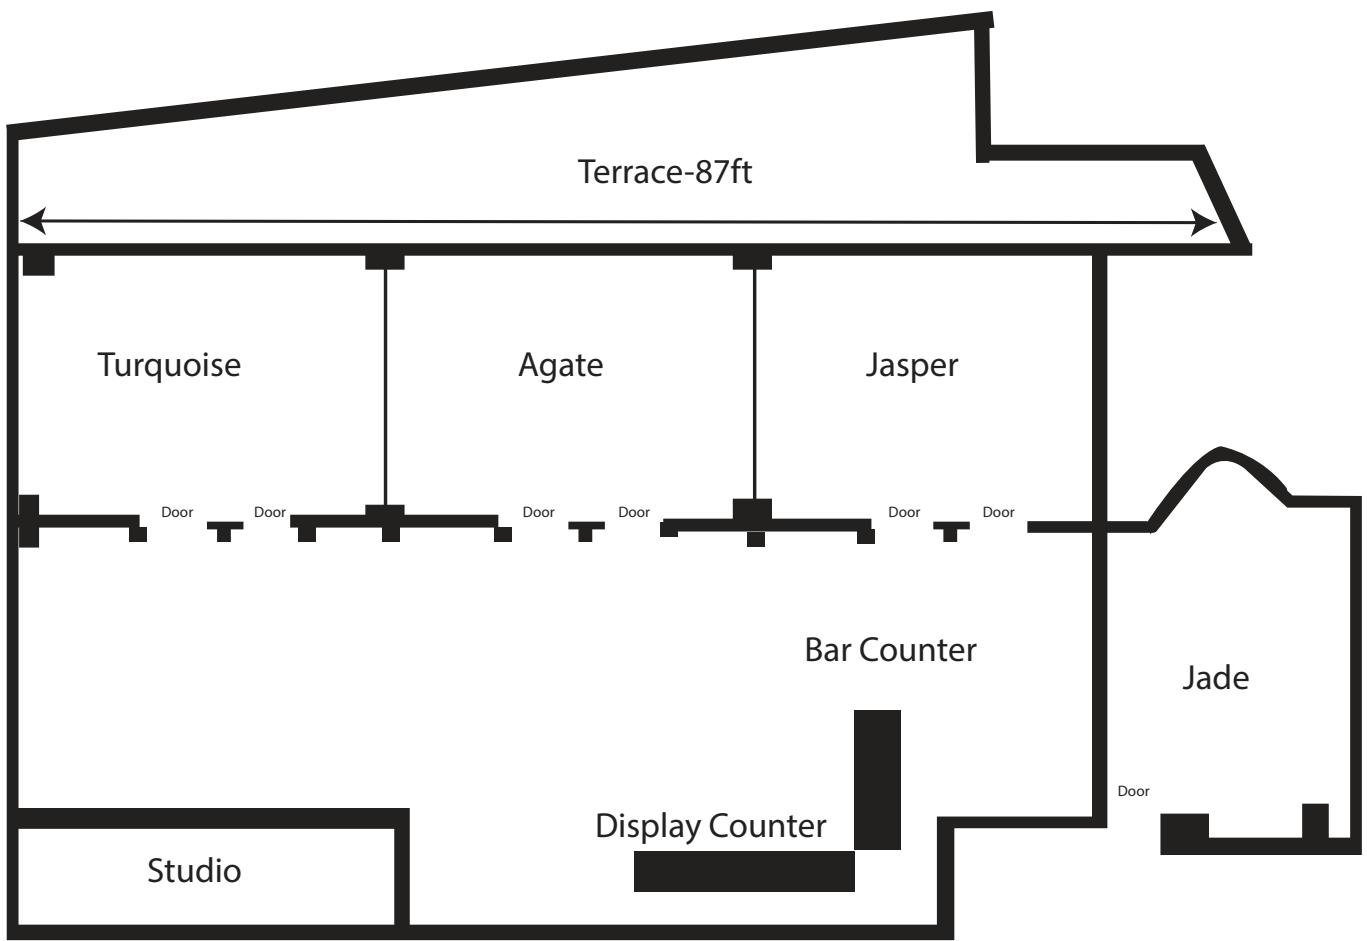 Terrace-87ft
Turquoise
Agate
Jasper
Door
Door
Door
Door
Door
Door
Bar Counter
Jade
Door
Display Counter
Studio